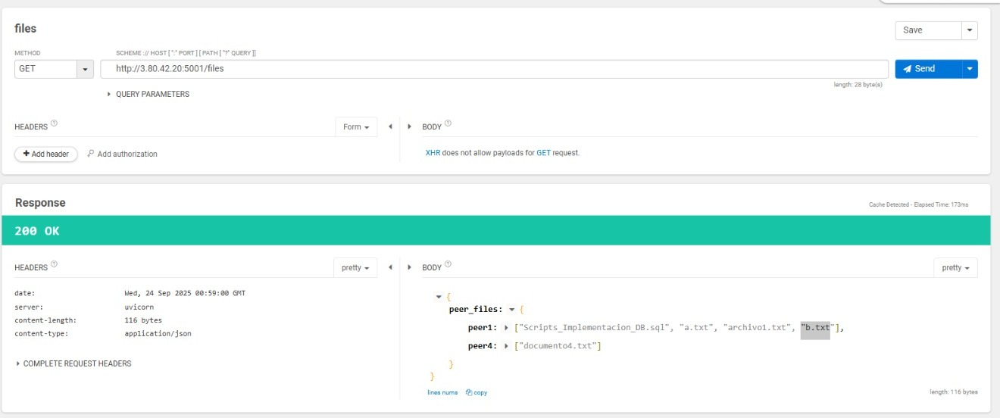 files
Save
METHOD
SCHEME :// HOST [ ":" PORT ] [ PATH [ "?" QUERY ]]
GET
http://3.80.42.20:5001/files
Send
length: 28 byte(s)
QUERY PARAMETERS
HEADERS
Form
BODY
Add header
Add authorization
XHR does not allow payloads for GET request.
Response
Cache Detected - Elapsed Time: 173ms
200 OK
HEADERS
pretty
BODY
pretty
date: Wed, 24 Sep 2025 00:59:00 GMT
server: uvicorn
content-length: 116 bytes
content-type: application/json
COMPLETE REQUEST HEADERS
{
peer_files: {
peer1: ["Scripts_Implementacion_DB.sql", "a.txt", "archivo1.txt", "b.txt"],
peer4: ["documento4.txt"]
}
}
lines nums copy
length: 116 bytes